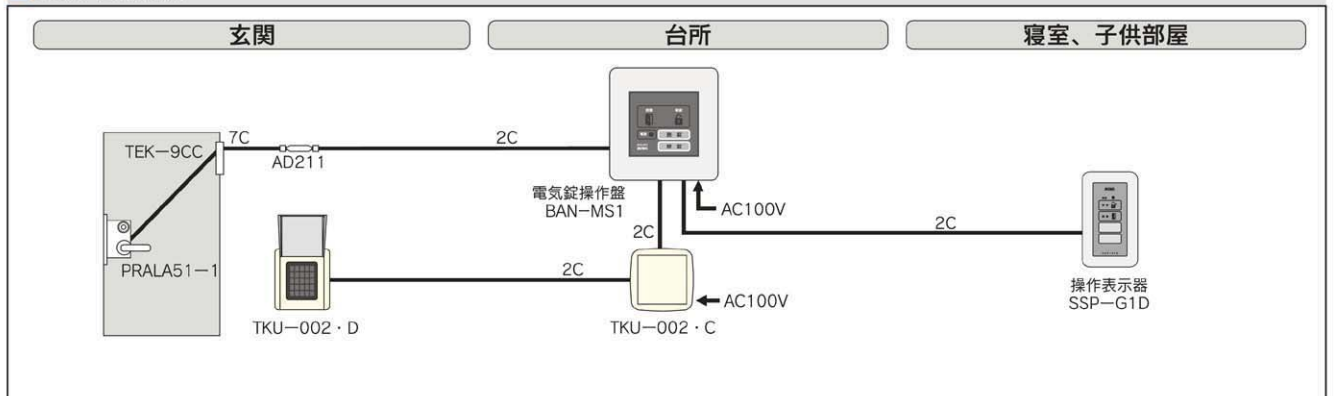 玄関
台所
寝室、子供部屋
TEK－9CC
7C
AD211
2C
電気錠操作盤
BAN－MS1
AC100V
2C
2C
PRALA51－1
2C
AC100V
TKU－002・D
TKU－002・C
操作表示器
SSP－G1D